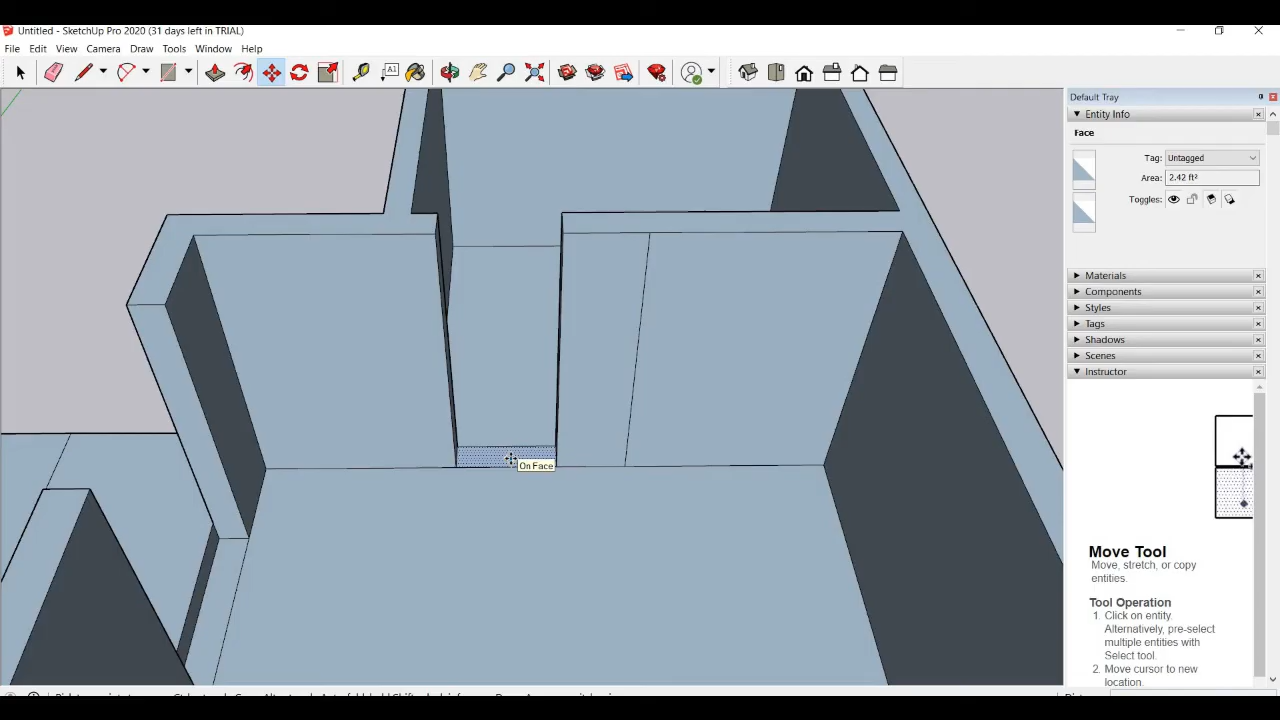 Untitled - SketchUp Pro 2020 (31 days left in TRIAL)
File Edit View Camera Draw Tools Window Help
A1
Default Tray
Entity Info
Face
Tag: Untagged
Area: 2.42 ft²
Toggles:
Materials
Components
Styles
Tags
Shadows
Scenes
Instructor
On Face
Move Tool
Move, stretch, or copy
entities.
Tool Operation
1. Click on entity.
Alternatively, pre-select
multiple entities with
Select tool.
2. Move cursor to new
location.